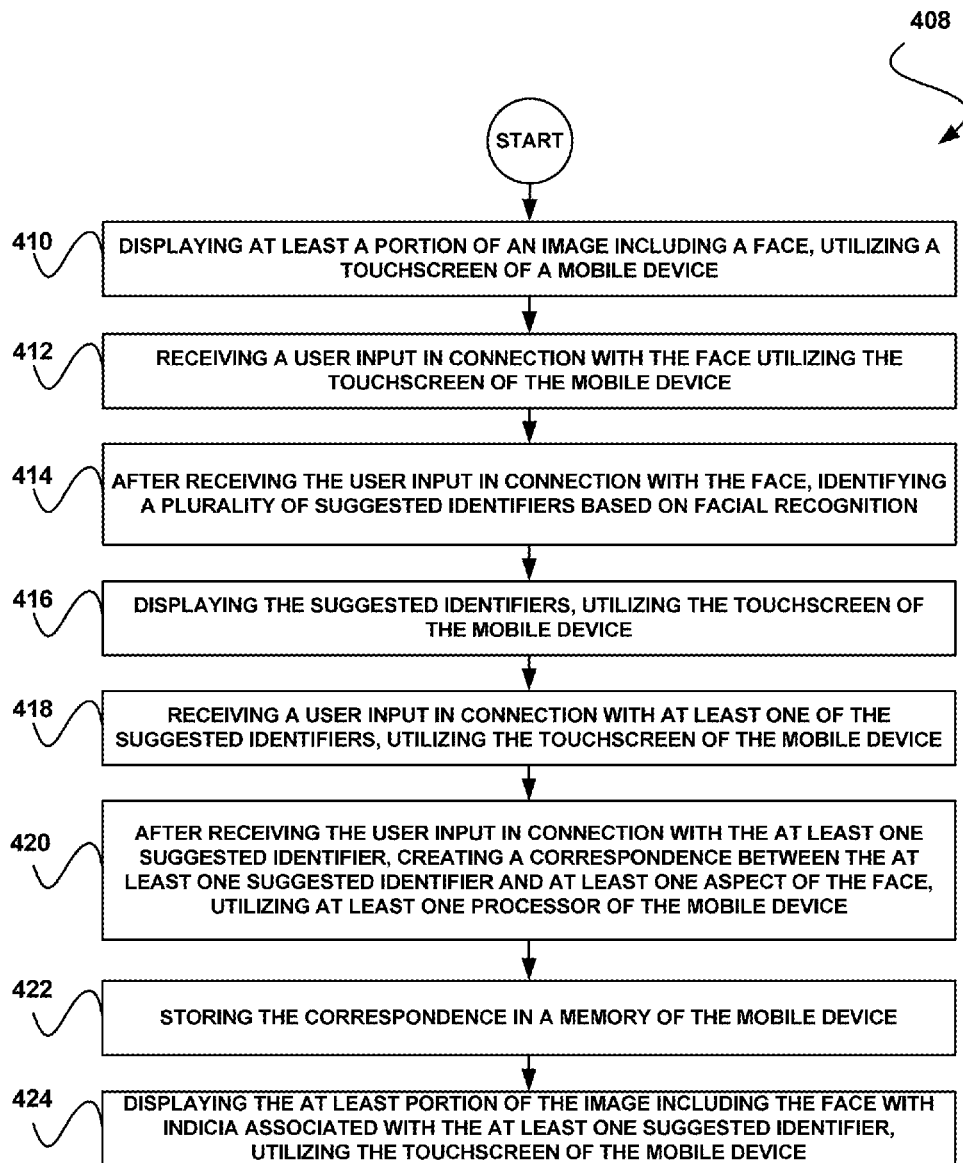 408
START
410
DISPLAYING AT LEAST A PORTION OF AN IMAGE INCLUDING A FACE, UTILIZING A
TOUCHSCREEN OF A MOBILE DEVICE
412
RECEIVING A USER INPUT IN CONNECTION WITH THE FACE UTILIZING THE
TOUCHSCREEN OF THE MOBILE DEVICE
414
AFTER RECEIVING THE USER INPUT IN CONNECTION WITH THE FACE, IDENTIFYING
A PLURALITY OF SUGGESTED IDENTIFIERS BASED ON FACIAL RECOGNITION
416
DISPLAYING THE SUGGESTED IDENTIFIERS, UTILIZING THE TOUCHSCREEN OF
THE MOBILE DEVICE
418
RECEIVING A USER INPUT IN CONNECTION WITH AT LEAST ONE OF THE
SUGGESTED IDENTIFIERS, UTILIZING THE TOUCHSCREEN OF THE MOBILE DEVICE
420
AFTER RECEIVING THE USER INPUT IN CONNECTION WITH THE AT LEAST ONE
SUGGESTED IDENTIFIER, CREATING A CORRESPONDENCE BETWEEN THE AT
LEAST ONE SUGGESTED IDENTIFIER AND AT LEAST ONE ASPECT OF THE FACE,
UTILIZING AT LEAST ONE PROCESSOR OF THE MOBILE DEVICE
422
STORING THE CORRESPONDENCE IN A MEMORY OF THE MOBILE DEVICE
424
DISPLAYING THE AT LEAST PORTION OF THE IMAGE INCLUDING THE FACE WITH
INDICIA ASSOCIATED WITH THE AT LEAST ONE SUGGESTED IDENTIFIER,
UTILIZING THE TOUCHSCREEN OF THE MOBILE DEVICE